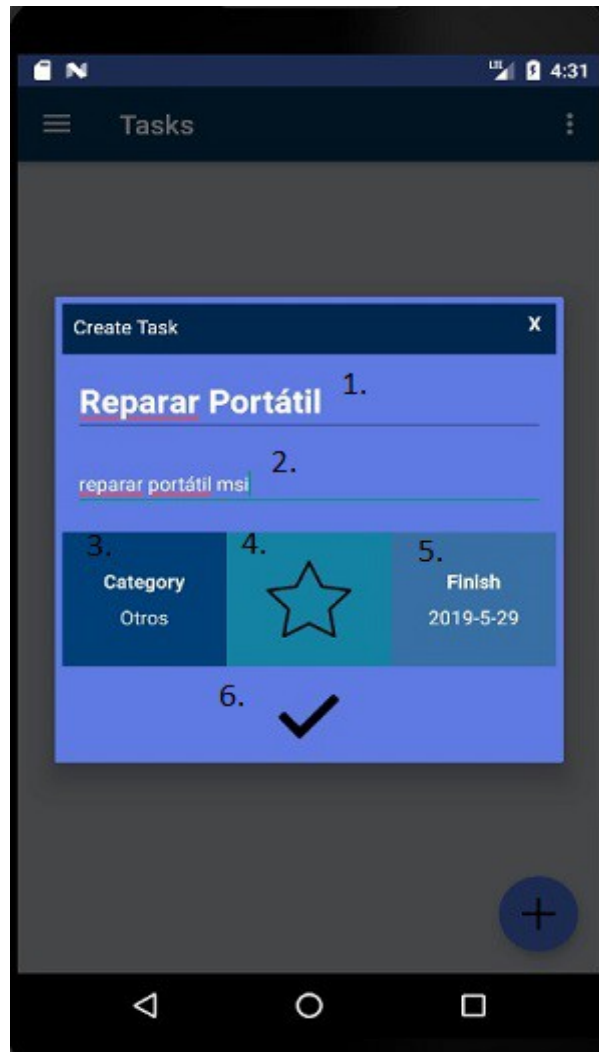 LTE 4:31
Tasks
Create Task X
Reparar Portátil 1.
reparar portátil msi 2.
3. 4. 5.
Category Finish
Otros 2019-5-29
6.